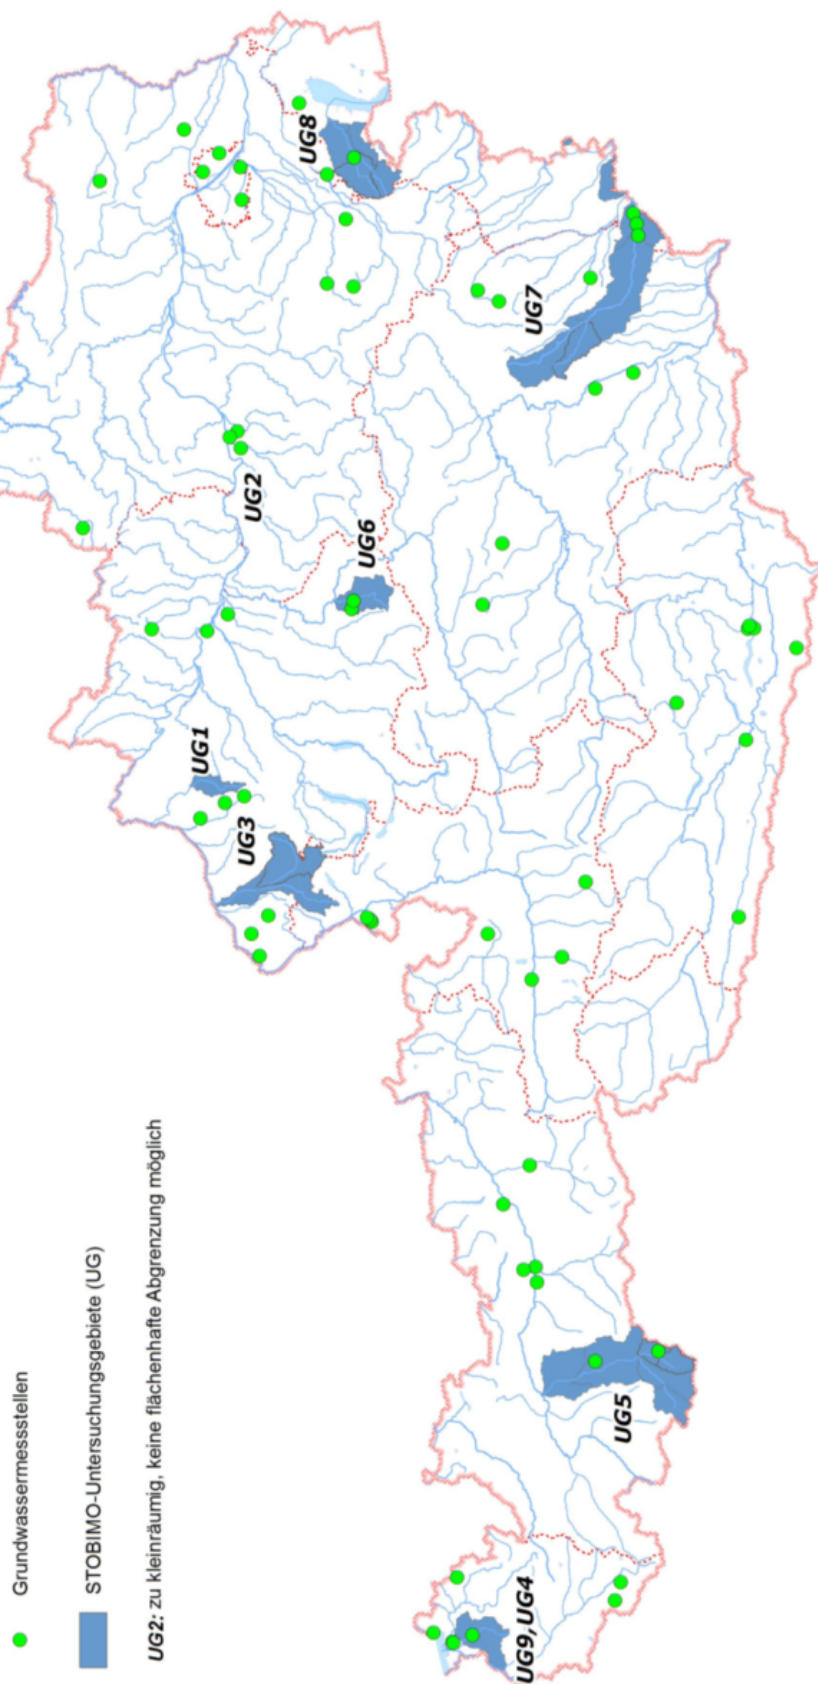 Grundwassermessstellen
STOBIMO-Untersuchungsgebiete (UG)
UG2: zu kleinräumig, keine flächenhafte Abgrenzung möglich
UG9,UG4
UG5
UG3
UG1
UG6
UG2
UG7
UG8